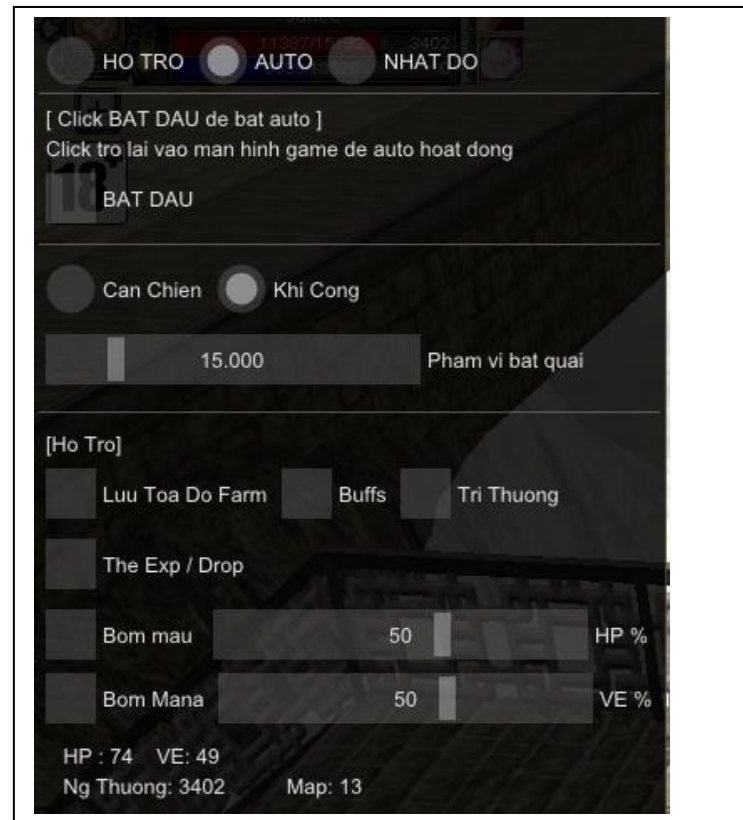 HO TRO AUTO NHAT DO
[ Click BAT DAU de bat auto ]
Click tro lai vao man hinh game de auto hoat dong
18+
BAT DAU
Can Chien Khi Cong
15.000 Pham vi bat quai
[Ho Tro]
Luu Toa Do Farm Buffs Tri Thuong
The Exp / Drop
Bom mau 50 HP %
Bom Mana 50 VE %
HP : 74 VE: 49
Ng Thuong: 3402 Map: 13